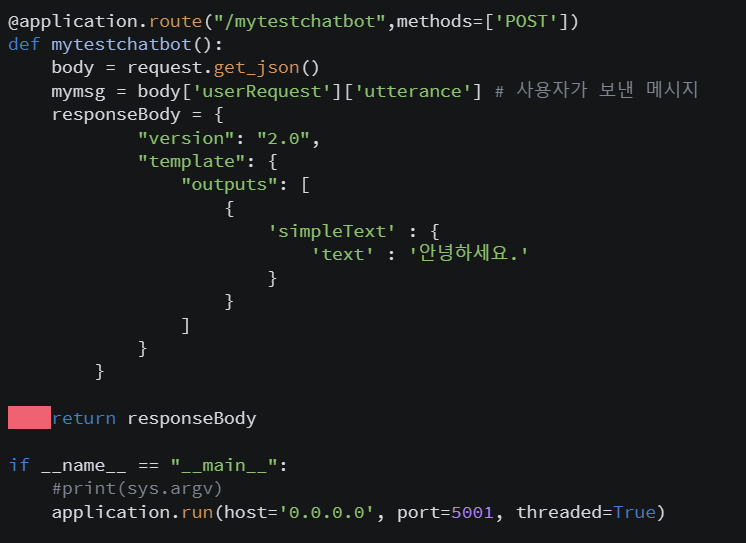 @application.route("/mytestchatbot",methods=['POST'])
def mytestchatbot():
    body = request.get_json()
    mymsg = body['userRequest']['utterance'] # 사용자가 보낸 메시지
    responseBody = {
            "version": "2.0",
            "template": {
                "outputs": [
                    {
                        'simpleText' : {
                            'text' : '안녕하세요.'
                        }
                    }
                ]
            }
        }
    return responseBody
if __name__ == "__main__":
    #print(sys.argv)
    application.run(host='0.0.0.0', port=5001, threaded=True)